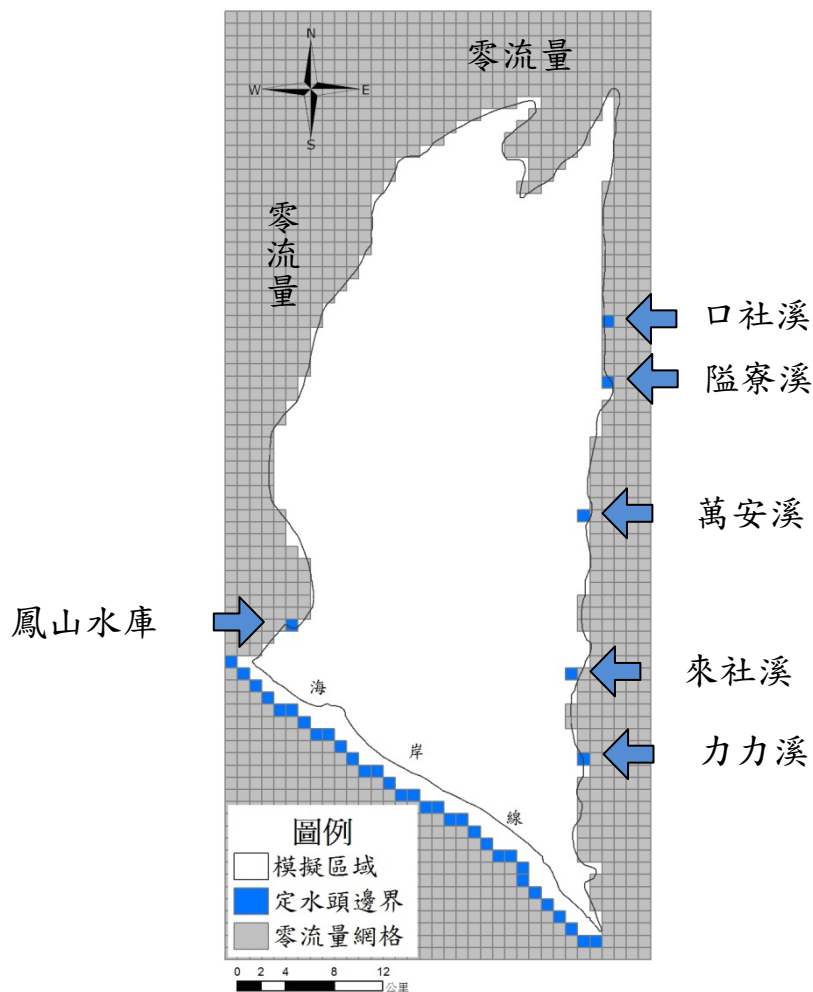 零流量
N
W
E
S
零流量
口社溪
隘寮溪
萬安溪
鳳山水庫
來社溪
力力溪
海
岸
線
圖例
模擬區域
定水頭邊界
零流量網格
0 2 4 8 12
公里